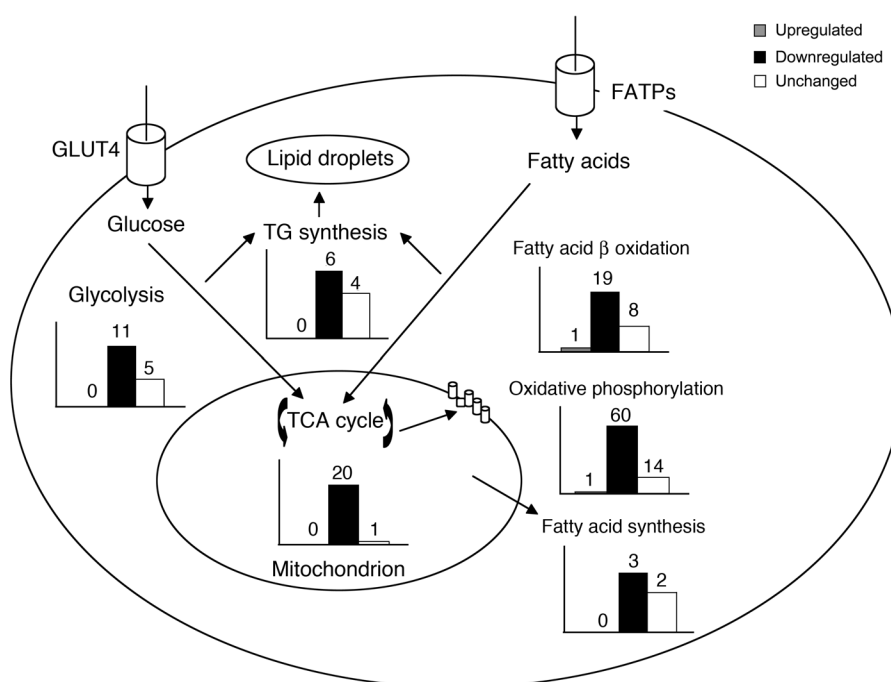 Upregulated
Downregulated
Unchanged
FATPs
GLUT4
Lipid droplets
Fatty acids
Glucose
TG synthesis
6
4
0
Fatty acid β oxidation
19
8
1
Glycolysis
11
5
0
Oxidative phosphorylation
60
14
1
TCA cycle
20
0
1
Mitochondrion
Fatty acid synthesis
3
2
0